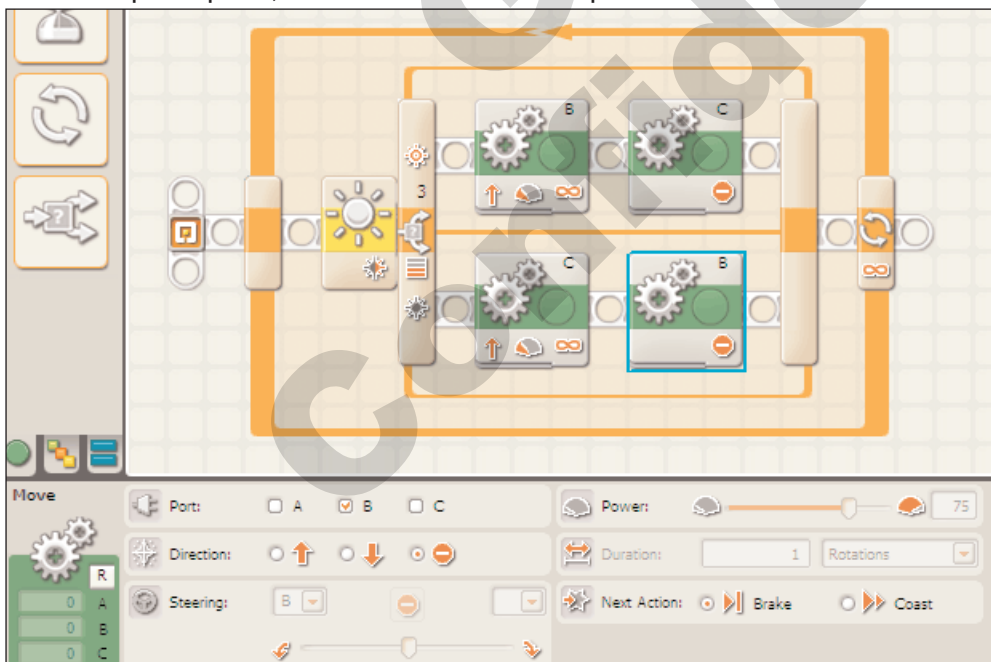 B
C
3
C
B
Move
Port:
A
B
C
Power:
75
Direction:
Duration:
1
Rotations
R
Steering:
B
Next Action:
Brake
Coast
0
A
0
B
0
C